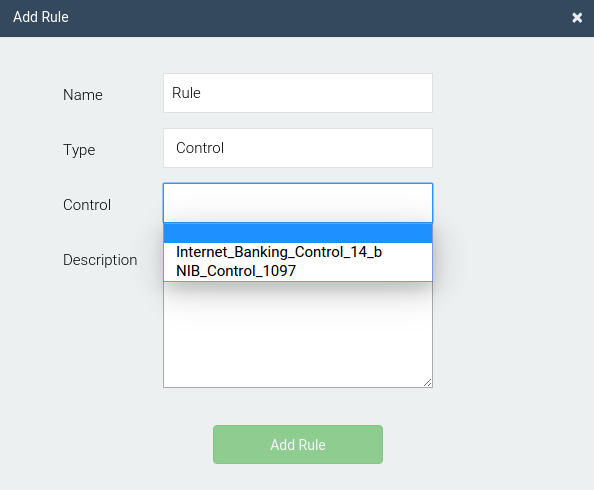 Add Rule
Name
Rule
Type
Control
Control
Internet_Banking_Control_14_b
NIB_Control_1097
Description
Add Rule